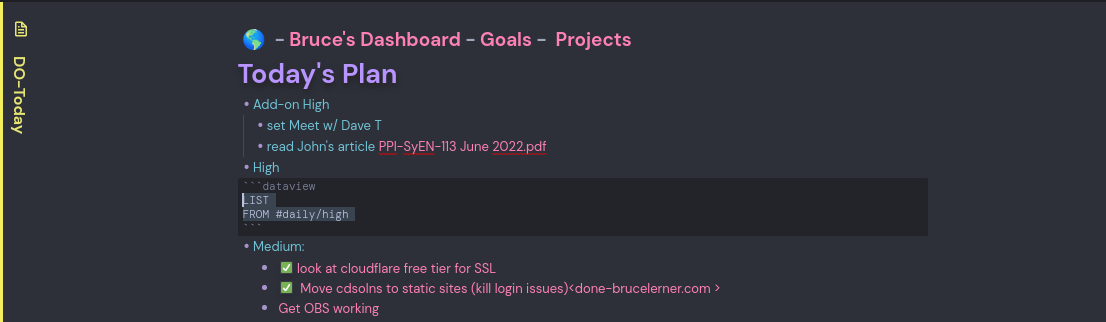 DO-Today
🌎 - Bruce's Dashboard - Goals - Projects
Today's Plan
• Add-on High
• set Meet w/ Dave T
• read John's article PPI-SyEN-113 June 2022.pdf
• High
```dataview
LIST
FROM #daily/high
```
• Medium:
• ✅ look at cloudflare free tier for SSL
• ✅ Move cdsolns to static sites (kill login issues)<done-brucelerner.com >
• Get OBS working